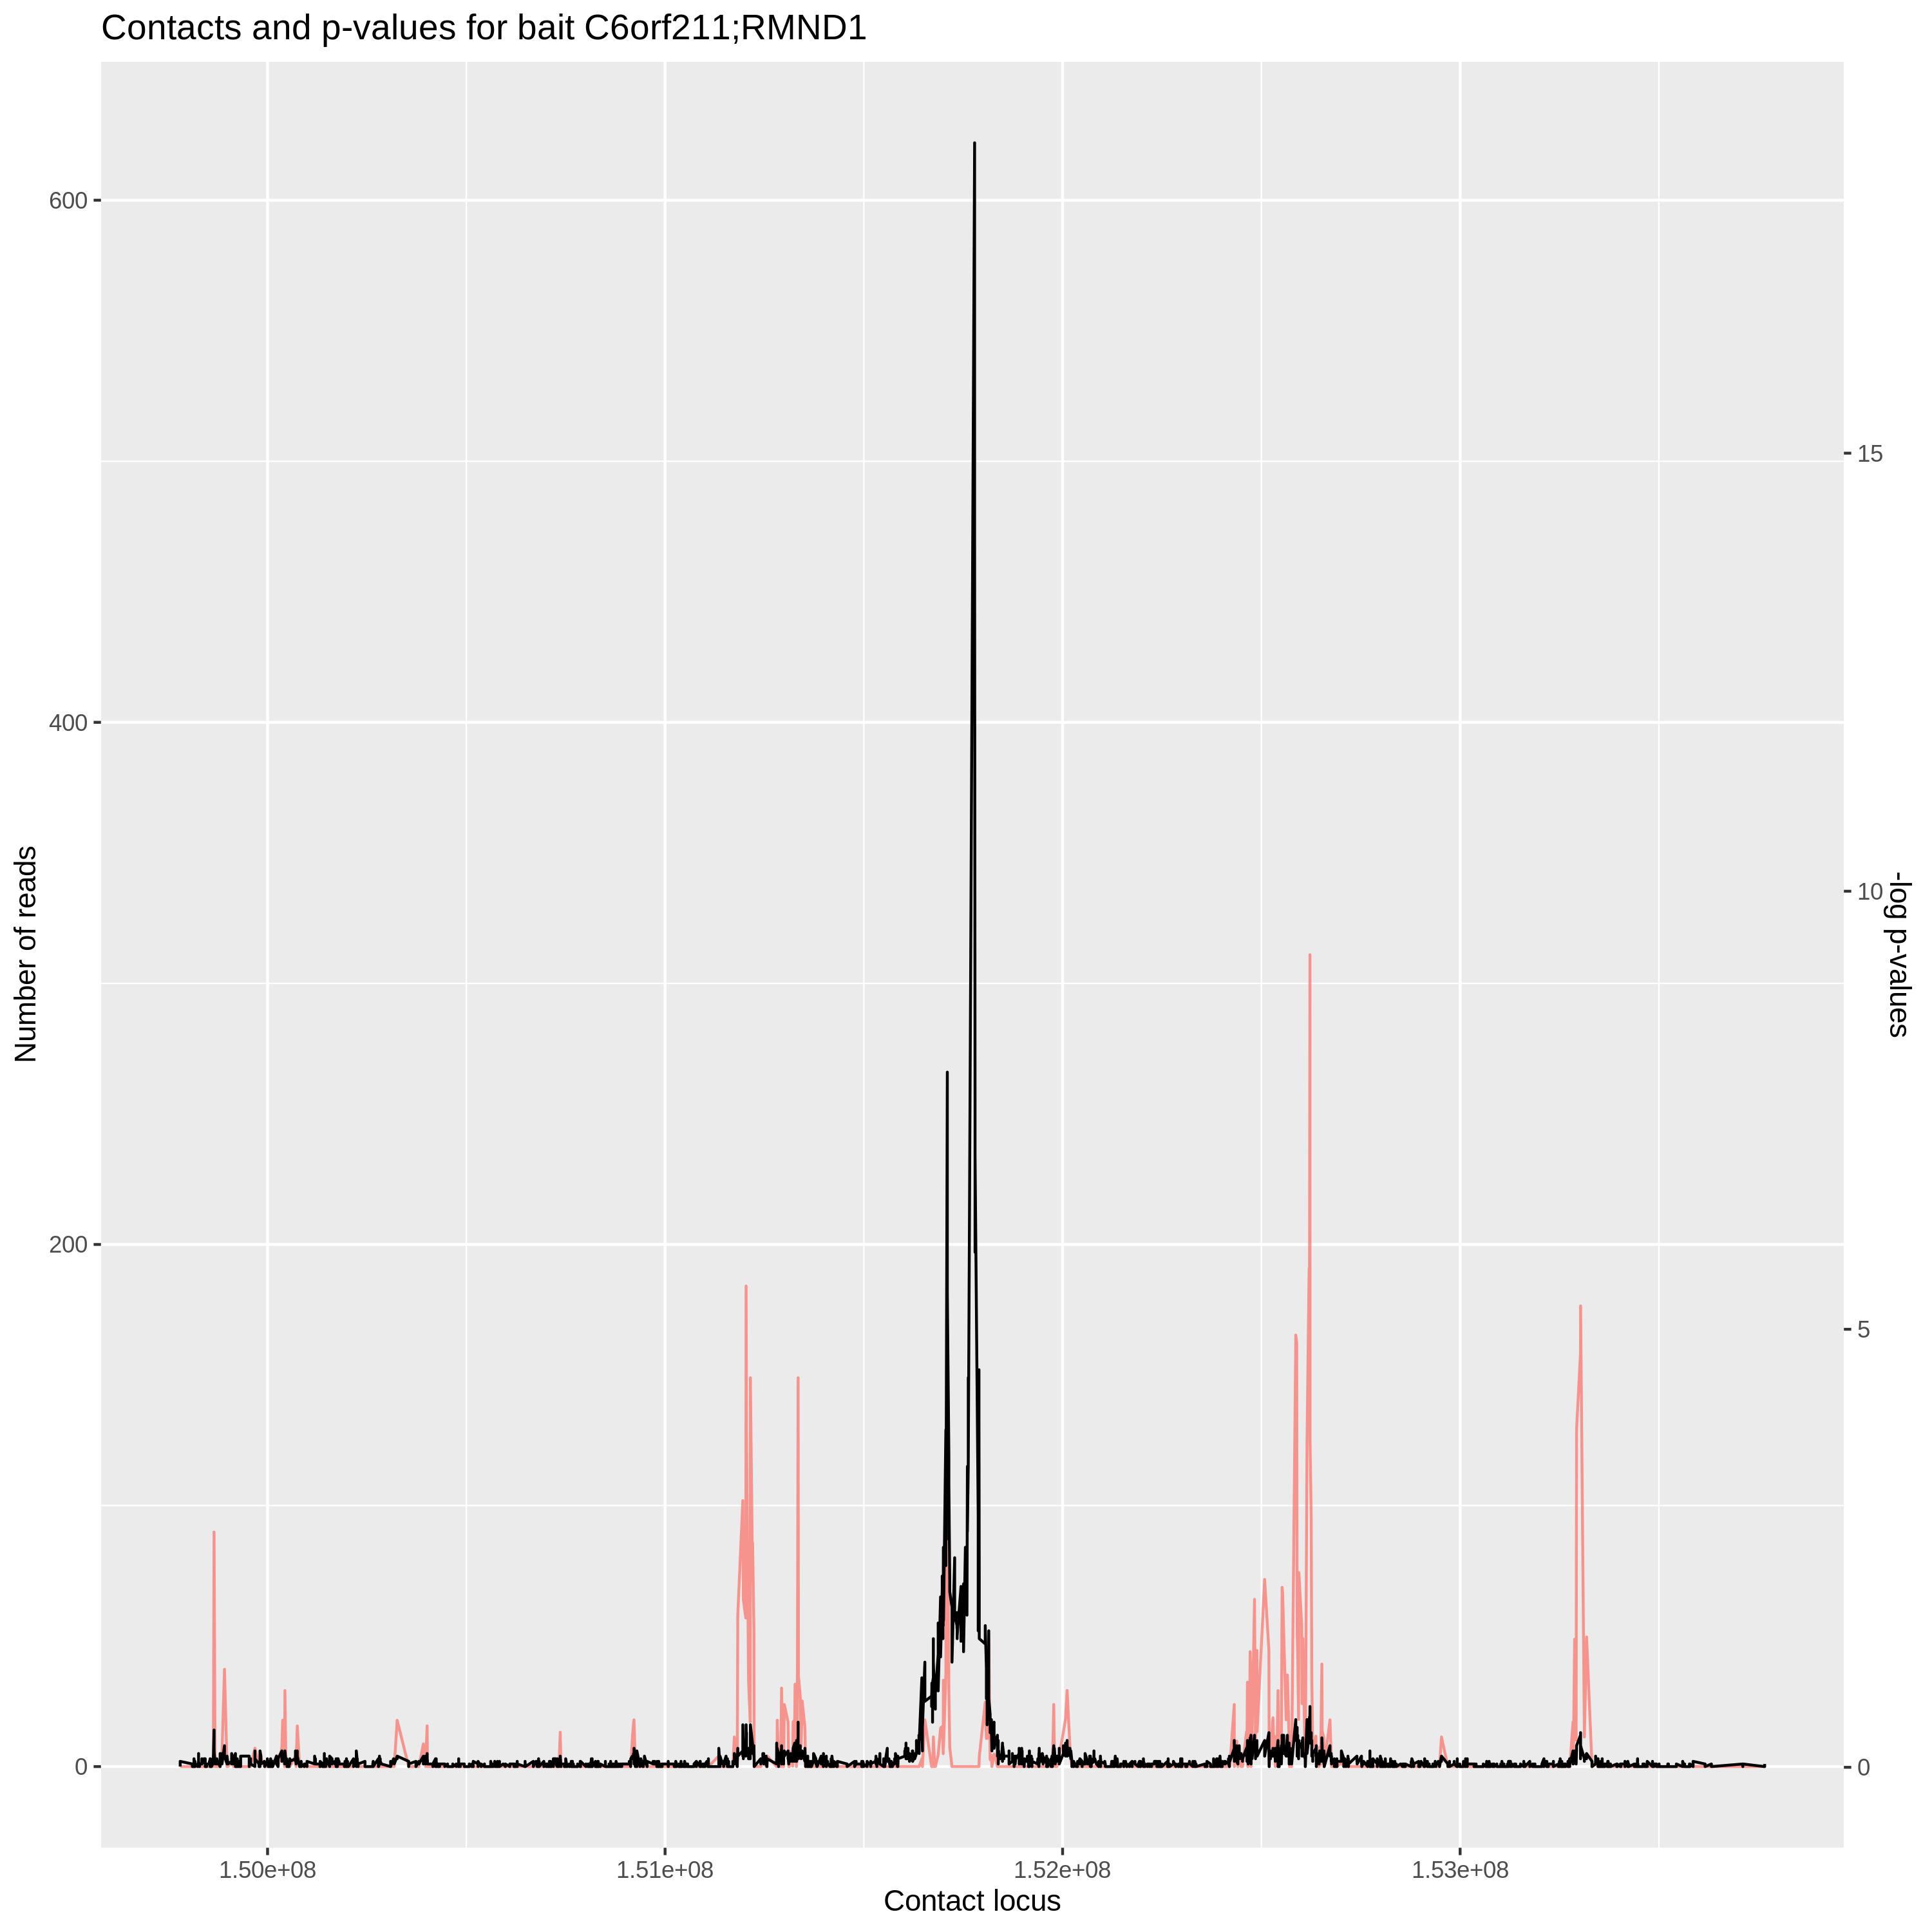 Contacts and p-values for bait C6orf211;RMND1
600
400
200
0
Number of reads
15
10
5
0
-log p-values
1.50e+08
1.51e+08
1.52e+08
1.53e+08
Contact locus